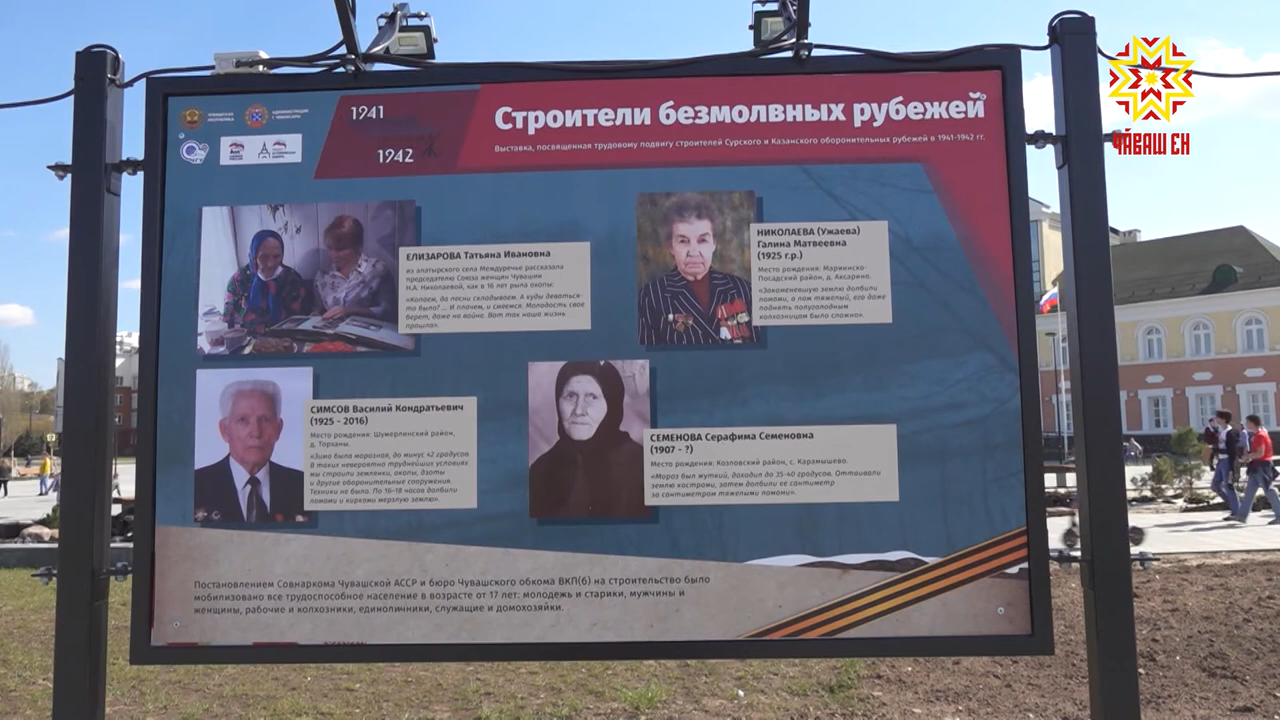 ЧӐВАШ ЕН
ЧУВАШСКАЯ
РЕСПУБЛИКА
АДМИНИСТРАЦИЯ
Г. ЧЕБОКСАРЫ
1941
1942
Строители безмолвных рубежей
Выставка, посвященная трудовому подвигу строителей Сурского и Казанского оборонительных рубежей в 1941-1942 гг.
ЕЛИЗАРОВА Татьяна Ивановна
из алатырского села Междуречье рассказала
председателю Союза женщин Чувашии
Н.А. Николаевой, как в 16 лет рыла окопы:
«Копаем, да песни складываем. А куды деваться-
то было? ... И плачем, и смеемся. Молодость свое
берет, даже на войне. Вот так наша жизнь
прошла».
НИКОЛАЕВА (Ужаева)
Галина Матвеевна
(1925 г.р.)
Место рождения: Мариинско-
Посадский район, д. Аксарино.
«Закаменевшую землю долбили
ломами, а лом тяжелый, его даже
поднять полуголодным
колхозницам было сложно».
СИМСОВ Василий Кондратьевич
(1925 - 2016)
Место рождения: Шумерлинский район,
д. Торханы.
«Зима была морозная, до минус 42 градусов
В таких невероятно труднейших условиях
мы строили землянки, окопы, дзоты
и другие оборонительные сооружения.
Техники не было. По 16-18 часов долбили
ломами и кирками мерзлую землю».
СЕМЕНОВА Серафима Семеновна
(1907 - ?)
Место рождения: Козловский район, с. Карамышево.
«Мороз был жуткий, доходил до 35-40 градусов. Оттаивали
землю кострами, затем долбили ее сантиметр
за сантиметром тяжелыми ломами».
Постановлением Совнаркома Чувашской АССР и бюро Чувашского обкома ВКП(б) на строительство было
мобилизовано все трудоспособное население в возрасте от 17 лет: молодежь и старики, мужчины и
женщины, рабочие и колхозники, единоличники, служащие и домохозяйки.